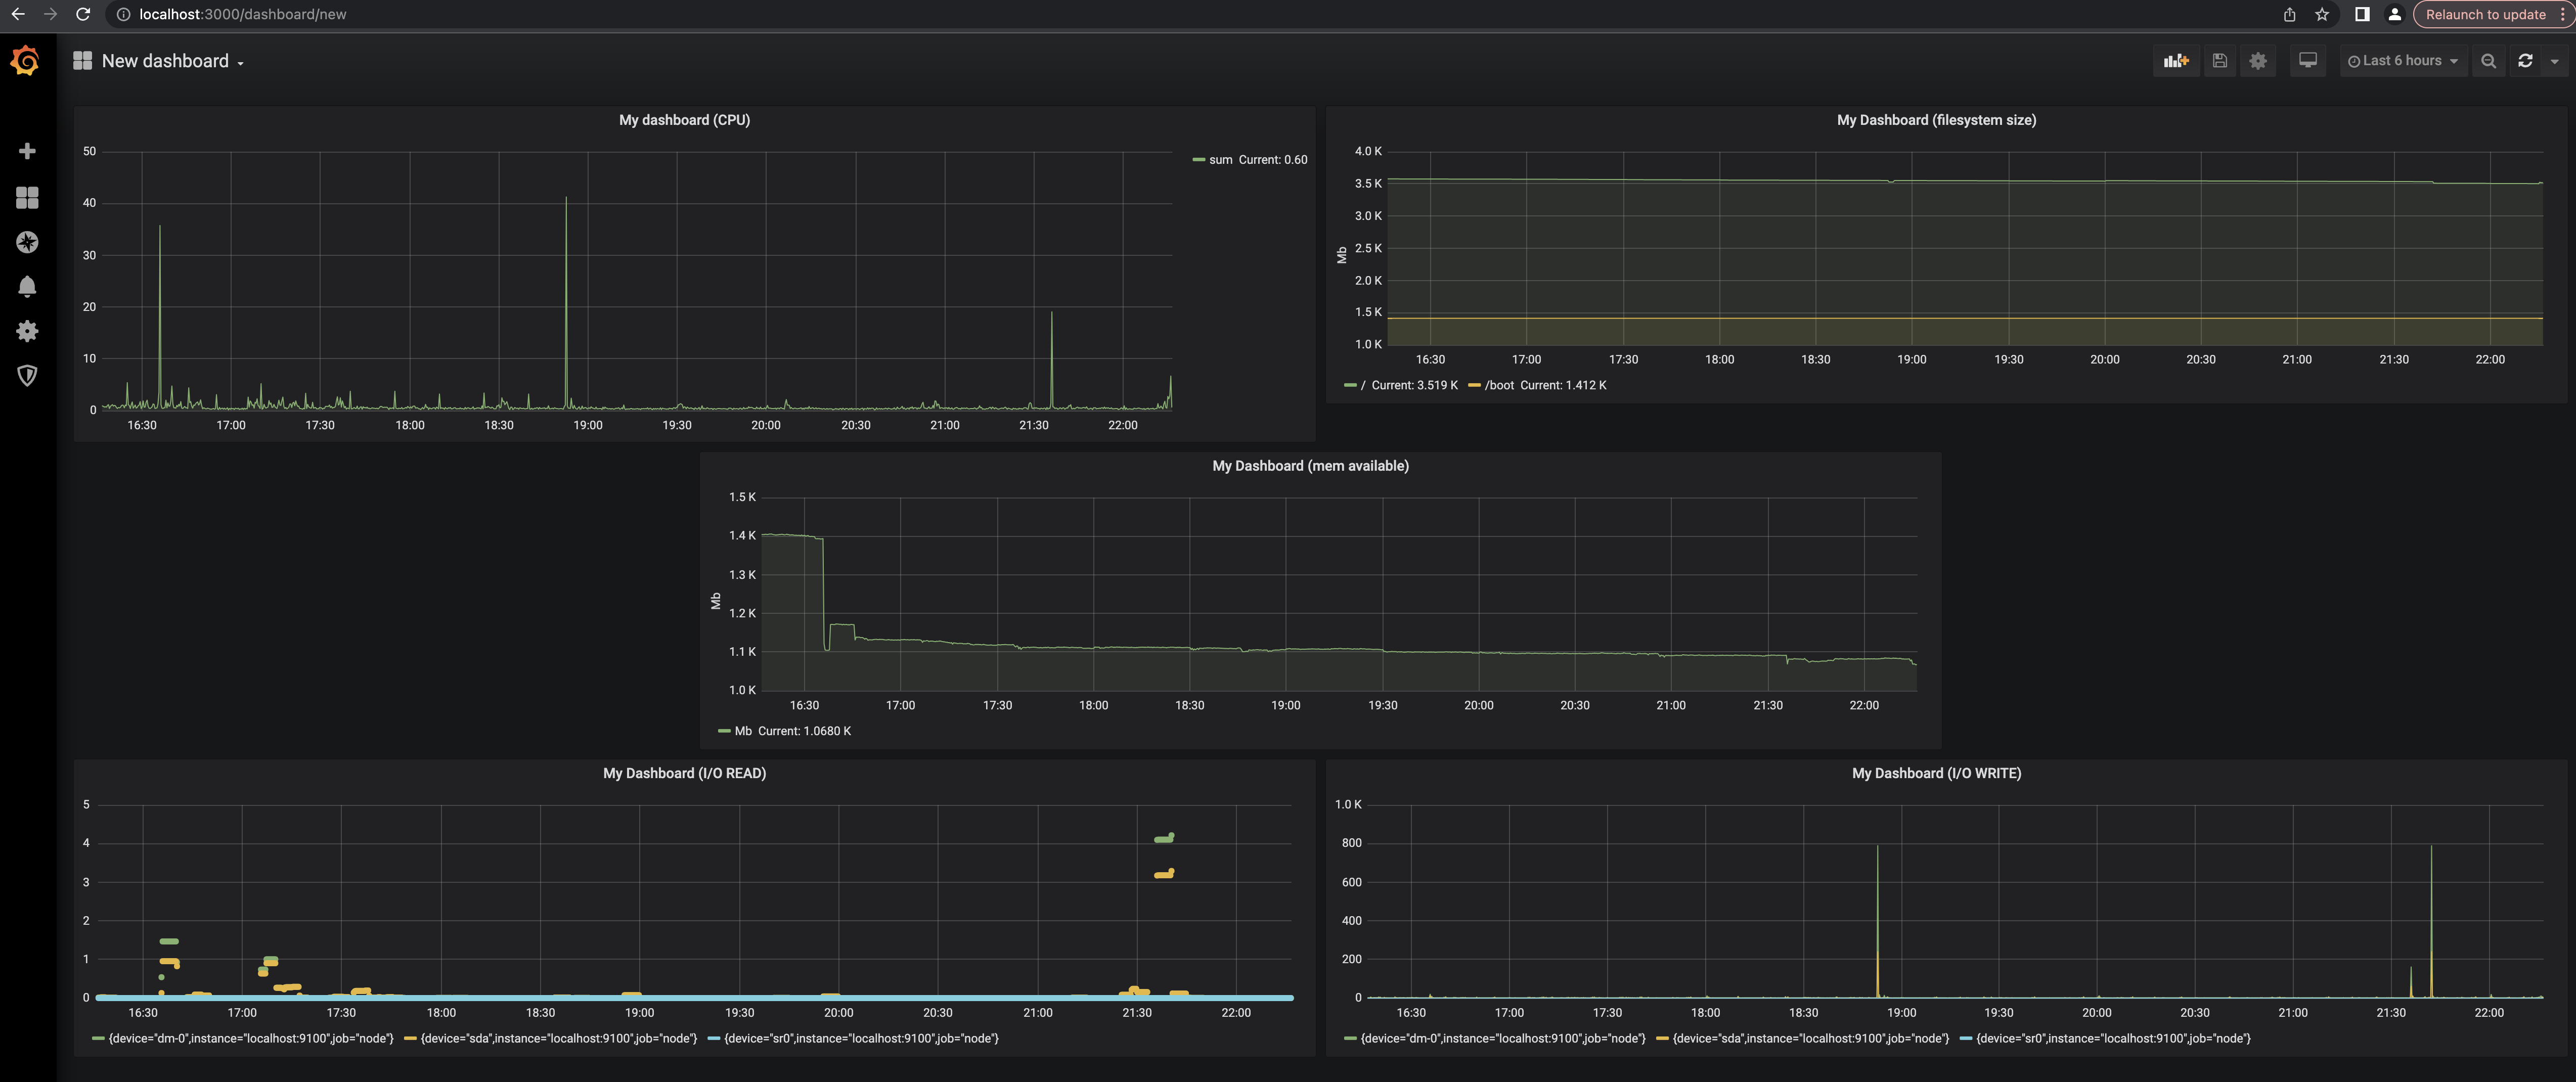 localhost:3000/dashboard/new
Relaunch to update
New dashboard
Last 6 hours
My dashboard (CPU)
50
40
30
20
10
0
16:30 17:00 17:30 18:00 18:30 19:00 19:30 20:00 20:30 21:00 21:30 22:00
sum Current: 0.60
My Dashboard (filesystem size)
Mb
4.0 K
3.5 K
3.0 K
2.5 K
2.0 K
1.5 K
1.0 K
16:30 17:00 17:30 18:00 18:30 19:00 19:30 20:00 20:30 21:00 21:30 22:00
/ Current: 3.519 K /boot Current: 1.412 K
My Dashboard (mem available)
Mb
1.5 K
1.4 K
1.3 K
1.2 K
1.1 K
1.0 K
16:30 17:00 17:30 18:00 18:30 19:00 19:30 20:00 20:30 21:00 21:30 22:00
Mb Current: 1.0680 K
My Dashboard (I/O READ)
5
4
3
2
1
0
16:30 17:00 17:30 18:00 18:30 19:00 19:30 20:00 20:30 21:00 21:30 22:00
{device="dm-0",instance="localhost:9100",job="node"} {device="sda",instance="localhost:9100",job="node"} {device="sr0",instance="localhost:9100",job="node"}
My Dashboard (I/O WRITE)
1.0 K
800
600
400
200
0
16:30 17:00 17:30 18:00 18:30 19:00 19:30 20:00 20:30 21:00 21:30 22:00
{device="dm-0",instance="localhost:9100",job="node"} {device="sda",instance="localhost:9100",job="node"} {device="sr0",instance="localhost:9100",job="node"}